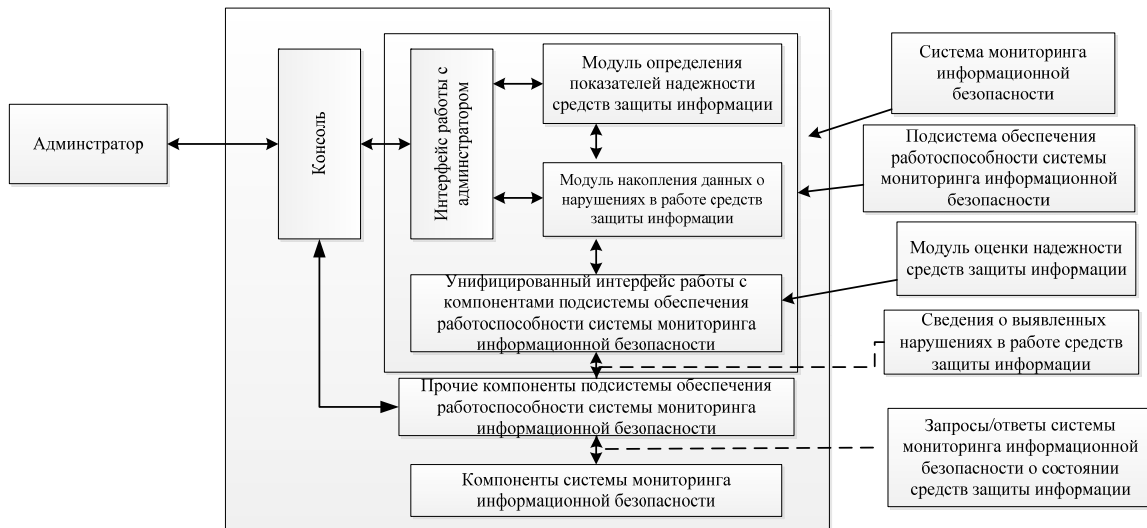 Админстратор
Консоль
Интерфейс работы с
админстратором
Модуль определения
показателей надежности
средств защиты информации
Модуль накопления данных о
нарушениях в работе средств
защиты информации
Унифицированный интерфейс работы с
компонентами подсистемы обеспечения
работоспособности системы мониторинга
информационной безопасности
Прочие компоненты подсистемы обеспечения
работоспособности системы мониторинга
информационной безопасности
Компоненты системы мониторинга
информационной безопасности
Система мониторинга
информационной
безопасности
Подсистема обеспечения
работоспособности системы
мониторинга информационной
безопасности
Модуль оценки надежности
средств защиты информации
Сведения о выявленных
нарушениях в работе средств
защиты информации
Запросы/ответы системы
мониторинга информационной
безопасности о состоянии
средств защиты информации